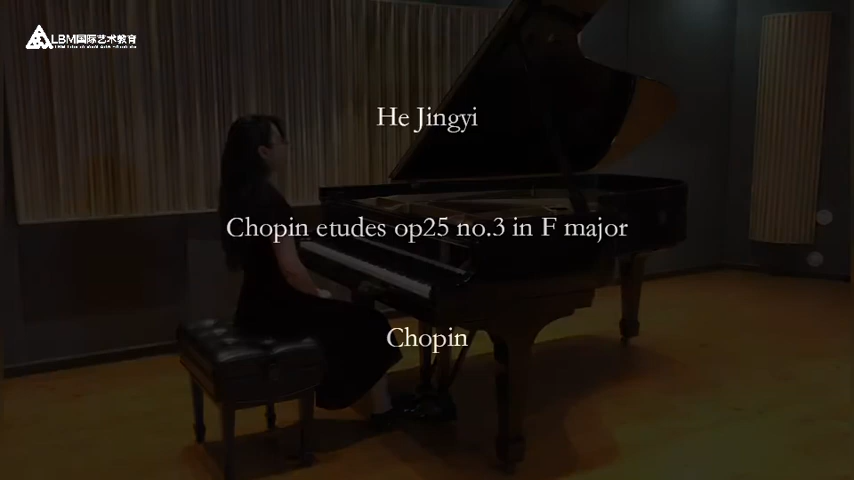 LBM国际艺术教育
He Jingyi
Chopin etudes op25 no.3 in F major
Chopin